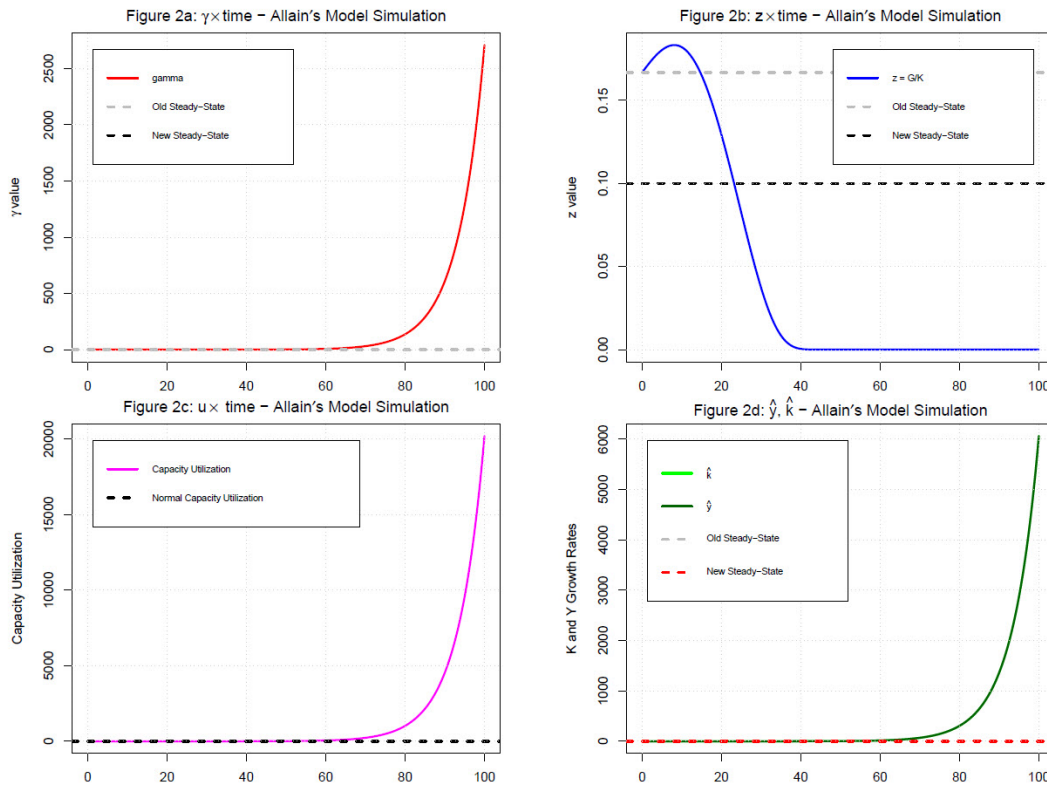 Figure 2a: γ×time − Allain's Model Simulation
γ value
2500
2000
1500
1000
500
0
gamma
Old Steady−State
New Steady−State
0 20 40 60 80 100
Figure 2b: z×time − Allain's Model Simulation
z value
0.15
0.10
0.05
0.00
z = G/K
Old Steady−State
New Steady−State
0 20 40 60 80 100
Figure 2c: u× time − Allain's Model Simulation
Capacity Utilization
20000
15000
10000
5000
0
Capacity Utilization
Normal Capacity Utilization
0 20 40 60 80 100
Figure 2d: ŷ, k̂ − Allain's Model Simulation
K and Y Growth Rates
6000
5000
4000
3000
2000
1000
0
k̂
ŷ
Old Steady−State
New Steady−State
0 20 40 60 80 100